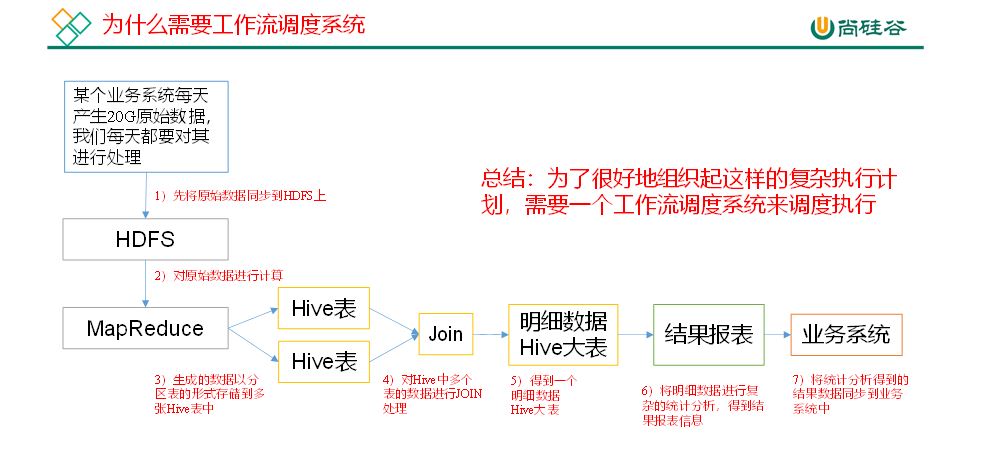 为什么需要工作流调度系统
尚硅谷
某个业务系统每天
产生20G原始数据，
我们每天都要对其
进行处理
1）先将原始数据同步到HDFS上
总结：为了很好地组织起这样的复杂执行计
划，需要一个工作流调度系统来调度执行
HDFS
2）对原始数据进行计算
MapReduce
Hive表
Hive表
Join
明细数据
Hive大表
结果报表
业务系统
3）生成的数据以分
区表的形式存储到多
张Hive表中
4）对Hive中多个
表的数据进行JOIN
处理
5）得到一个
明细数据
Hive大表
6）将明细数据进行复
杂的统计分析，得到结
果报表信息
7）将统计分析得到的
结果数据同步到业务
系统中